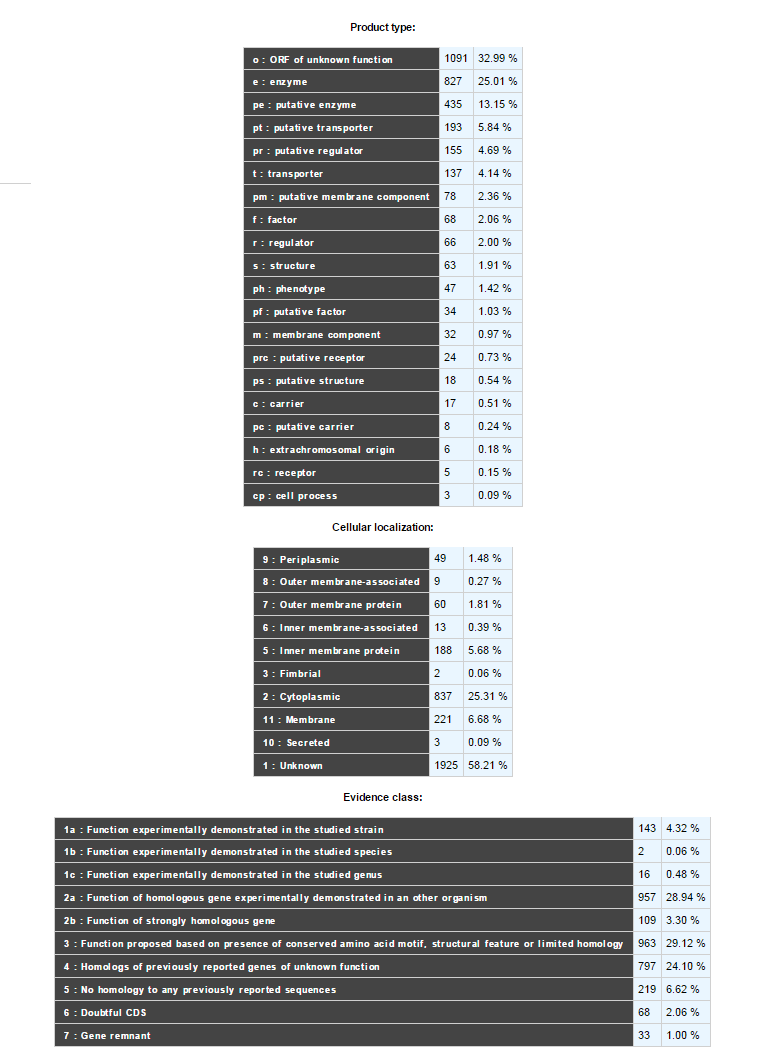 Product type:
o : ORF of unknown function 1091 32.99 %
e : enzyme 827 25.01 %
pe : putative enzyme 435 13.15 %
pt : putative transporter 193 5.84 %
pr : putative regulator 155 4.69 %
t : transporter 137 4.14 %
pm : putative membrane component 78 2.36 %
f : factor 68 2.06 %
r : regulator 66 2.00 %
s : structure 63 1.91 %
ph : phenotype 47 1.42 %
pf : putative factor 34 1.03 %
m : membrane component 32 0.97 %
prc : putative receptor 24 0.73 %
ps : putative structure 18 0.54 %
c : carrier 17 0.51 %
pc : putative carrier 8 0.24 %
h : extrachromosomal origin 6 0.18 %
rc : receptor 5 0.15 %
cp : cell process 3 0.09 %
Cellular localization:
9 : Periplasmic 49 1.48 %
8 : Outer membrane-associated 9 0.27 %
7 : Outer membrane protein 60 1.81 %
6 : Inner membrane-associated 13 0.39 %
5 : Inner membrane protein 188 5.68 %
3 : Fimbrial 2 0.06 %
2 : Cytoplasmic 837 25.31 %
11 : Membrane 221 6.68 %
10 : Secreted 3 0.09 %
1 : Unknown 1925 58.21 %
Evidence class:
1a : Function experimentally demonstrated in the studied strain 143 4.32 %
1b : Function experimentally demonstrated in the studied species 2 0.06 %
1c : Function experimentally demonstrated in the studied genus 16 0.48 %
2a : Function of homologous gene experimentally demonstrated in an other organism 957 28.94 %
2b : Function of strongly homologous gene 109 3.30 %
3 : Function proposed based on presence of conserved amino acid motif, structural feature or limited homology 963 29.12 %
4 : Homologs of previously reported genes of unknown function 797 24.10 %
5 : No homology to any previously reported sequences 219 6.62 %
6 : Doubtful CDS 68 2.06 %
7 : Gene remnant 33 1.00 %